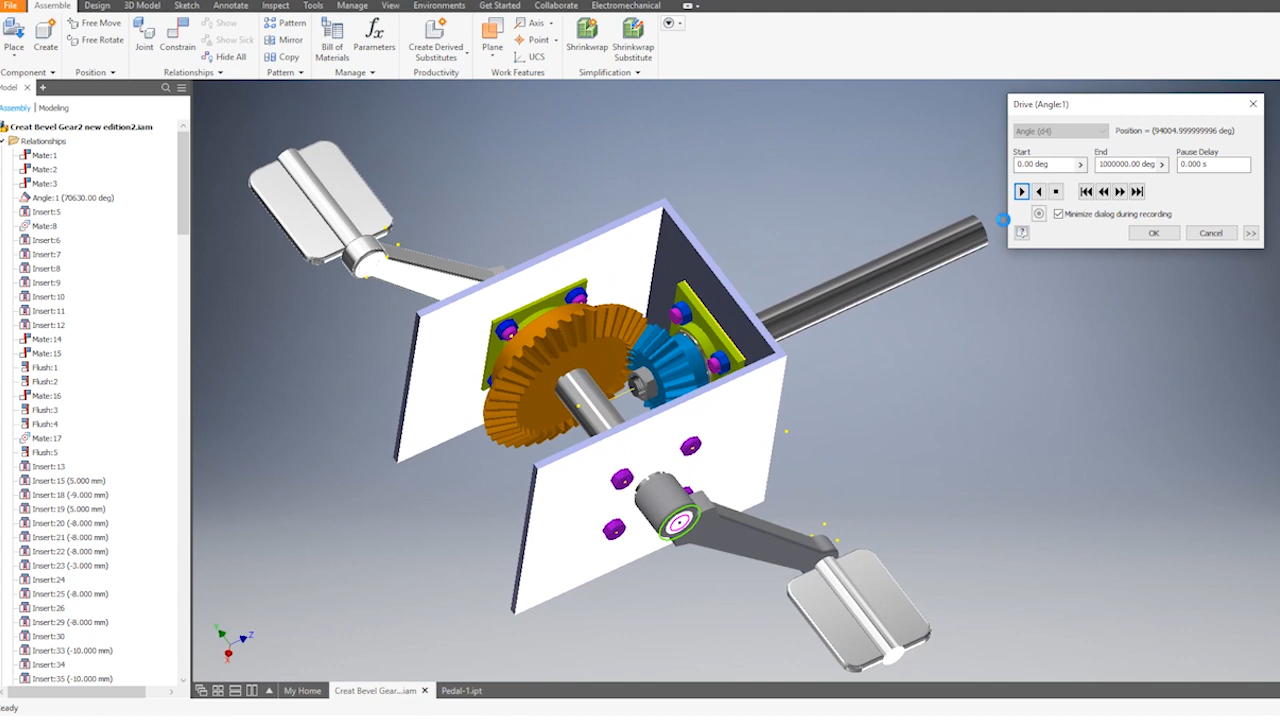 File Assemble Design 3D Model Sketch Annotate Inspect Tools Manage View Environments Get Started Collaborate Electromechanical
Place
Create
Free Move
Free Rotate
Joint
Constrain
Show
Show Sick
Hide All
Pattern
Mirror
Copy
Bill of
Materials
Parameters
Create Derived
Substitutes
Plane
Axis
Point
UCS
Shrinkwrap
Shrinkwrap
Substitute
Component Position Relationships Pattern Manage Productivity Work Features Simplification
Model
Assembly Modeling
Creat Bevel Gear2 new edition2.iam
Relationships
Mate:1
Mate:2
Mate:3
Angle:1 (70630.00 deg)
Insert:5
Mate:8
Insert:6
Insert:7
Insert:8
Insert:9
Insert:10
Insert:11
Insert:12
Mate:14
Mate:15
Flush:1
Flush:2
Mate:16
Flush:3
Flush:4
Mate:17
Flush:5
Insert:13
Insert:15 (5.000 mm)
Insert:18 (-9.000 mm)
Insert:19 (5.000 mm)
Insert:20 (-8.000 mm)
Insert:21 (-8.000 mm)
Insert:22 (-8.000 mm)
Insert:23 (-3.000 mm)
Insert:24
Insert:25 (-8.000 mm)
Insert:26
Insert:29 (-8.000 mm)
Insert:30
Insert:33 (-10.000 mm)
Insert:34
Insert:35 (-10.000 mm)
Drive (Angle:1)
Angle (d4) Position = (94004.999999996 deg)
Start End Pause Delay
0.00 deg 1000000.00 deg 0.000 s
Minimize dialog during recording
OK Cancel >>
Y
Z
X
My Home Creat Bevel Gear...iam Pedal-1.ipt
Ready